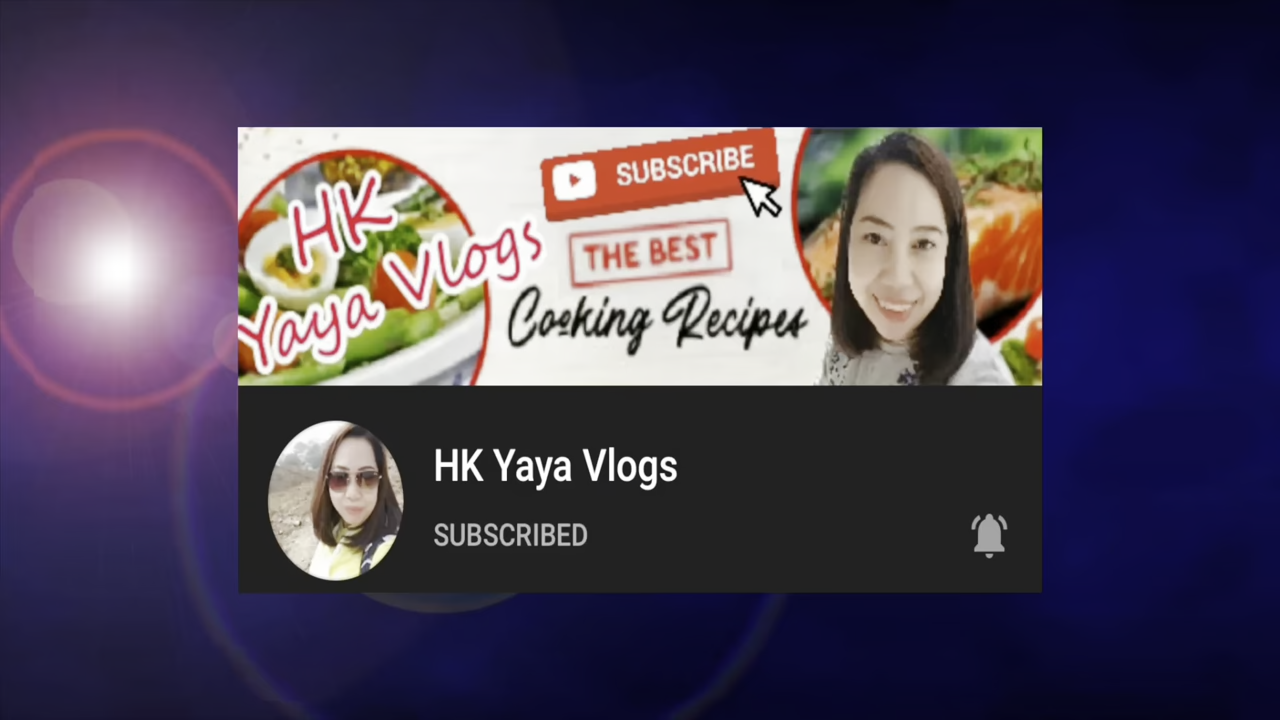 HK
Yaya Vlogs
SUBSCRIBE
THE BEST
Cooking Recipes
HK Yaya Vlogs
SUBSCRIBED